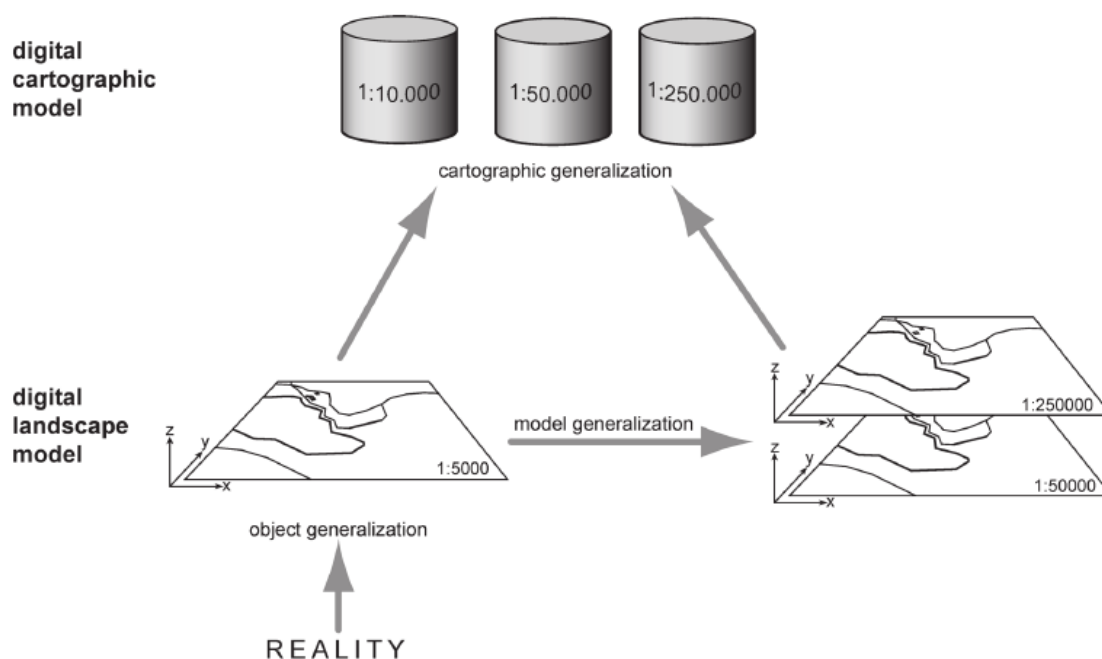 digital
cartographic
model
1:10.000
1:50.000
1:250.000
cartographic generalization
digital
landscape
model
z
y
x
1:5000
model generalization
z
y
x
1:250000
z
y
x
1:50000
object generalization
REALITY